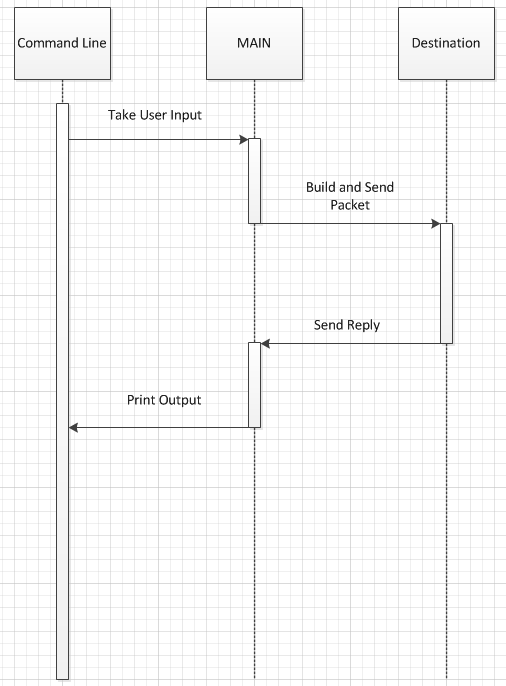 Command Line
MAIN
Destination
Take User Input
Build and Send
Packet
Send Reply
Print Output